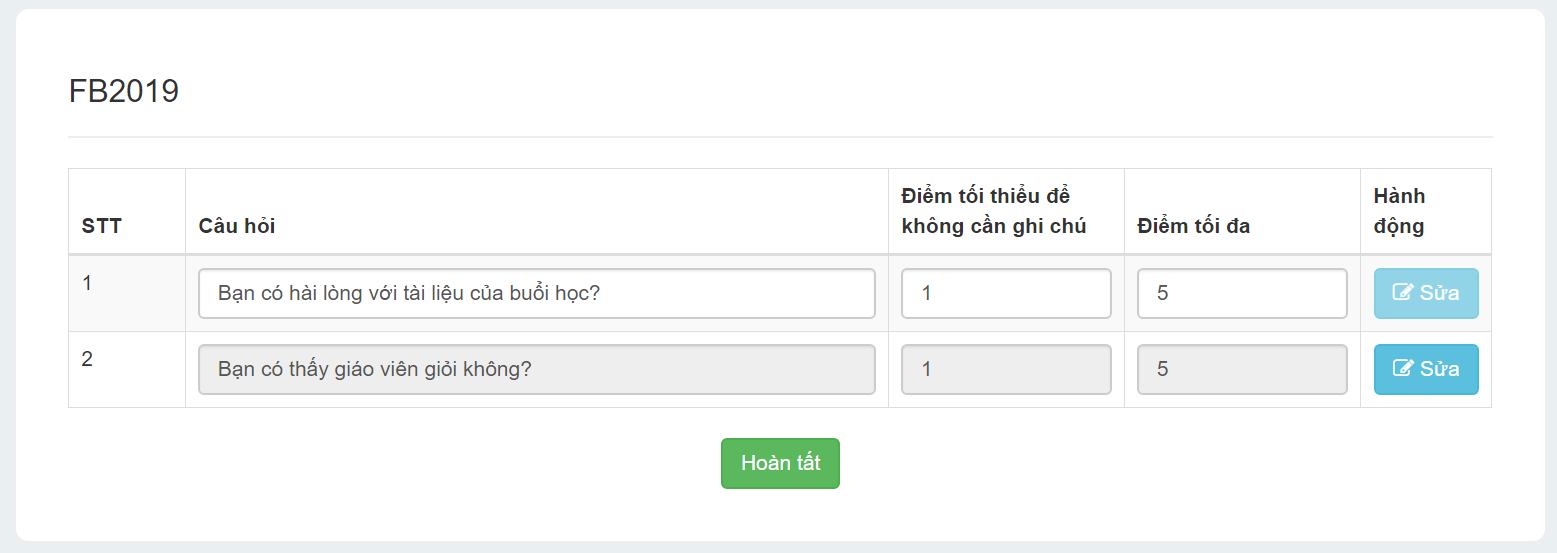 FB2019
STT
Câu hỏi
Điểm tối thiểu để
không cần ghi chú
Điểm tối đa
Hành
động
1
Bạn có hài lòng với tài liệu của buổi học?
1
5
Sửa
2
Bạn có thấy giáo viên giỏi không?
1
5
Sửa
Hoàn tất